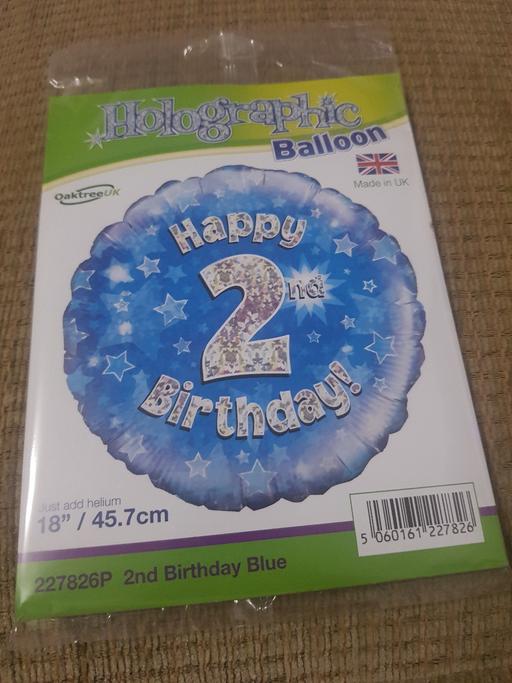 Holographic
Balloon
OaktreeUK
Made in UK
Happy
2nd
Birthday!
Just add helium
18” / 45.7cm
5 060161 227826
227826P 2nd Birthday Blue